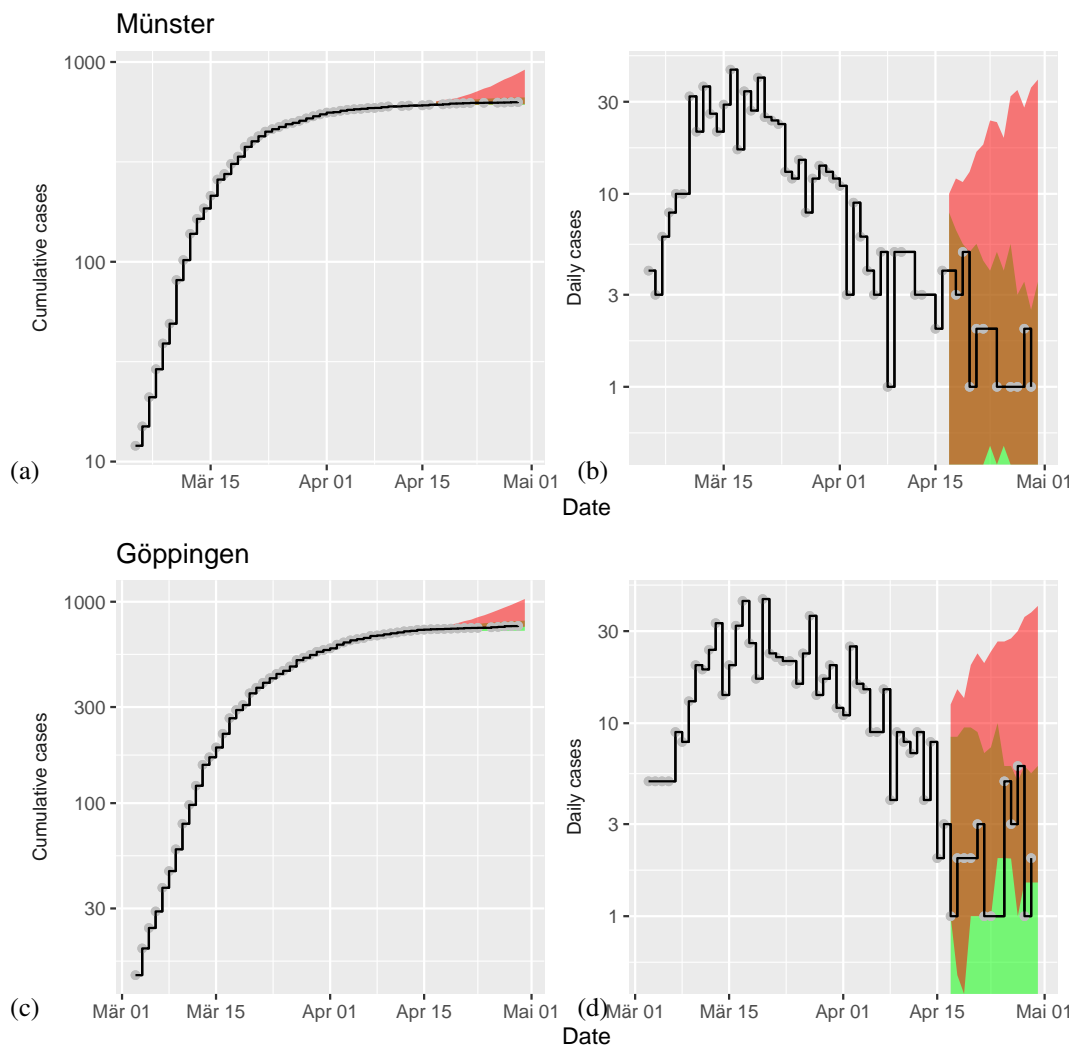 Münster
1000
100
10
Cumulative cases
Mär 15
Apr 01
Apr 15
Mai 01
(a)
30
10
3
1
Daily cases
Mär 15
Apr 01
Apr 15
Mai 01
(b)
Date
Göppingen
1000
300
100
30
Cumulative cases
Mär 01
Mär 15
Apr 01
Apr 15
Mai 01
(c)
30
10
3
1
Daily cases
Mär 01
Mär 15
Apr 01
Apr 15
Mai 01
(d)
Date